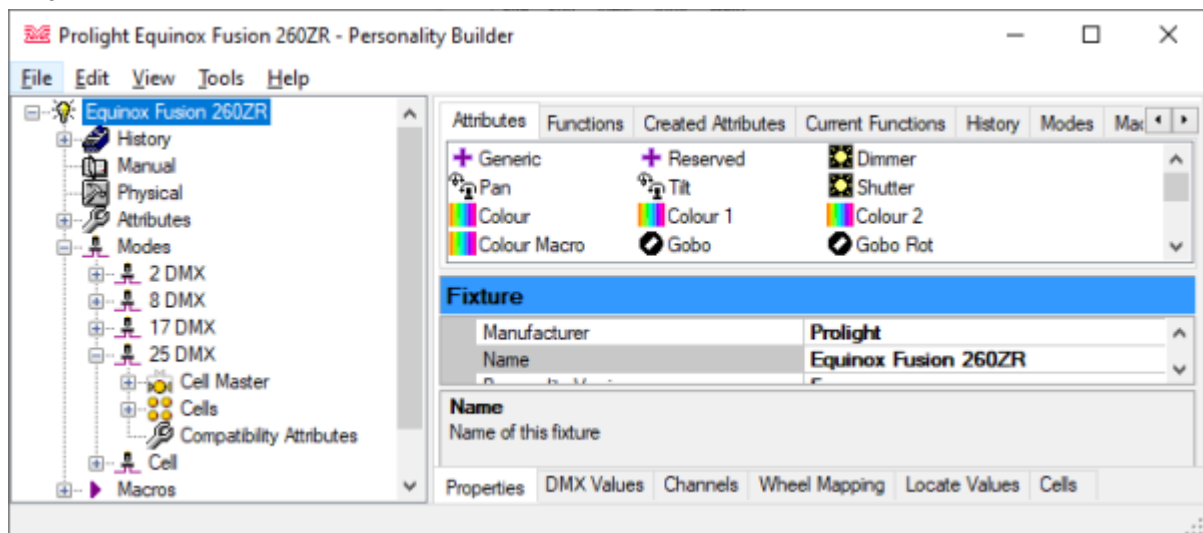 Prolight Equinox Fusion 260ZR - Personality Builder
File Edit View Tools Help
Equinox Fusion 260ZR
History
Manual
Physical
Attributes
Modes
2 DMX
8 DMX
17 DMX
25 DMX
Cell Master
Cells
Compatibility Attributes
Cell
Macros
Attributes Functions Created Attributes Current Functions History Modes
Generic Reserved Dimmer
Pan Tilt Shutter
Colour Colour 1 Colour 2
Colour Macro Gobo Gobo Rot
Fixture
Manufacturer Prolight
Name Equinox Fusion 260ZR
Name
Name of this fixture
Properties DMX Values Channels Wheel Mapping Locate Values Cells